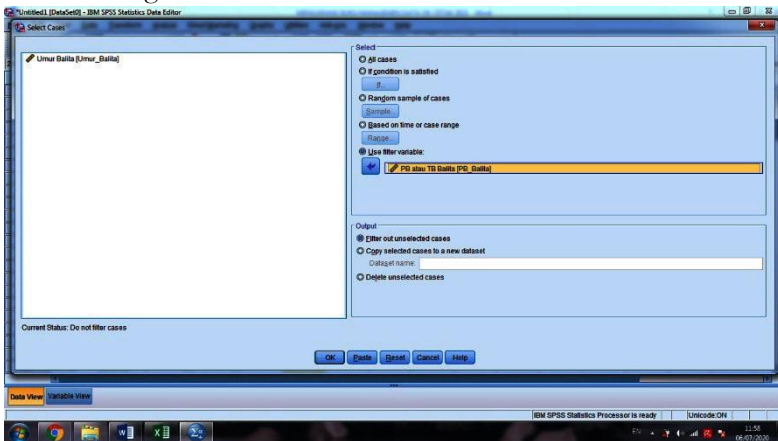 *Untitled1 [DataSet0] - IBM SPSS Statistics Data Editor
Select Cases
Umur Balita [Umur_Balita]
Select
All cases
If condition is satisfied
If...
Random sample of cases
Sample...
Based on time or case range
Range...
Use filter variable:
PB atau TB Balita [PB_Balita]
Output
Filter out unselected cases
Copy selected cases to a new dataset
Dataset name:
Delete unselected cases
Current Status: Do not filter cases
OK Paste Reset Cancel Help
Data View Variable View
IBM SPSS Statistics Processor is ready Unicode:ON
EN 11:58
06/07/2020